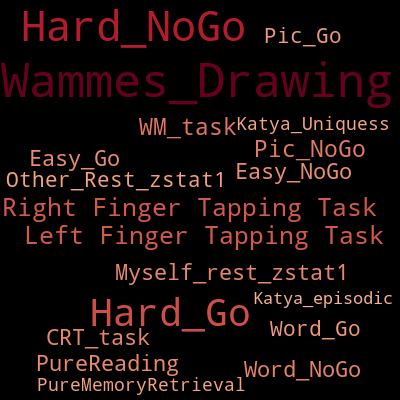 Hard_NoGo
Pic_Go
Wammes_Drawing
WM_task
Katya_Uniquess
Pic_NoGo
Easy_Go
Easy_NoGo
Other_Rest_zstat1
Right Finger Tapping Task
Left Finger Tapping Task
Myself_rest_zstat1
Katya_episodic
Hard_Go
Word_Go
CRT_task
PureReading
Word_NoGo
PureMemoryRetrieval